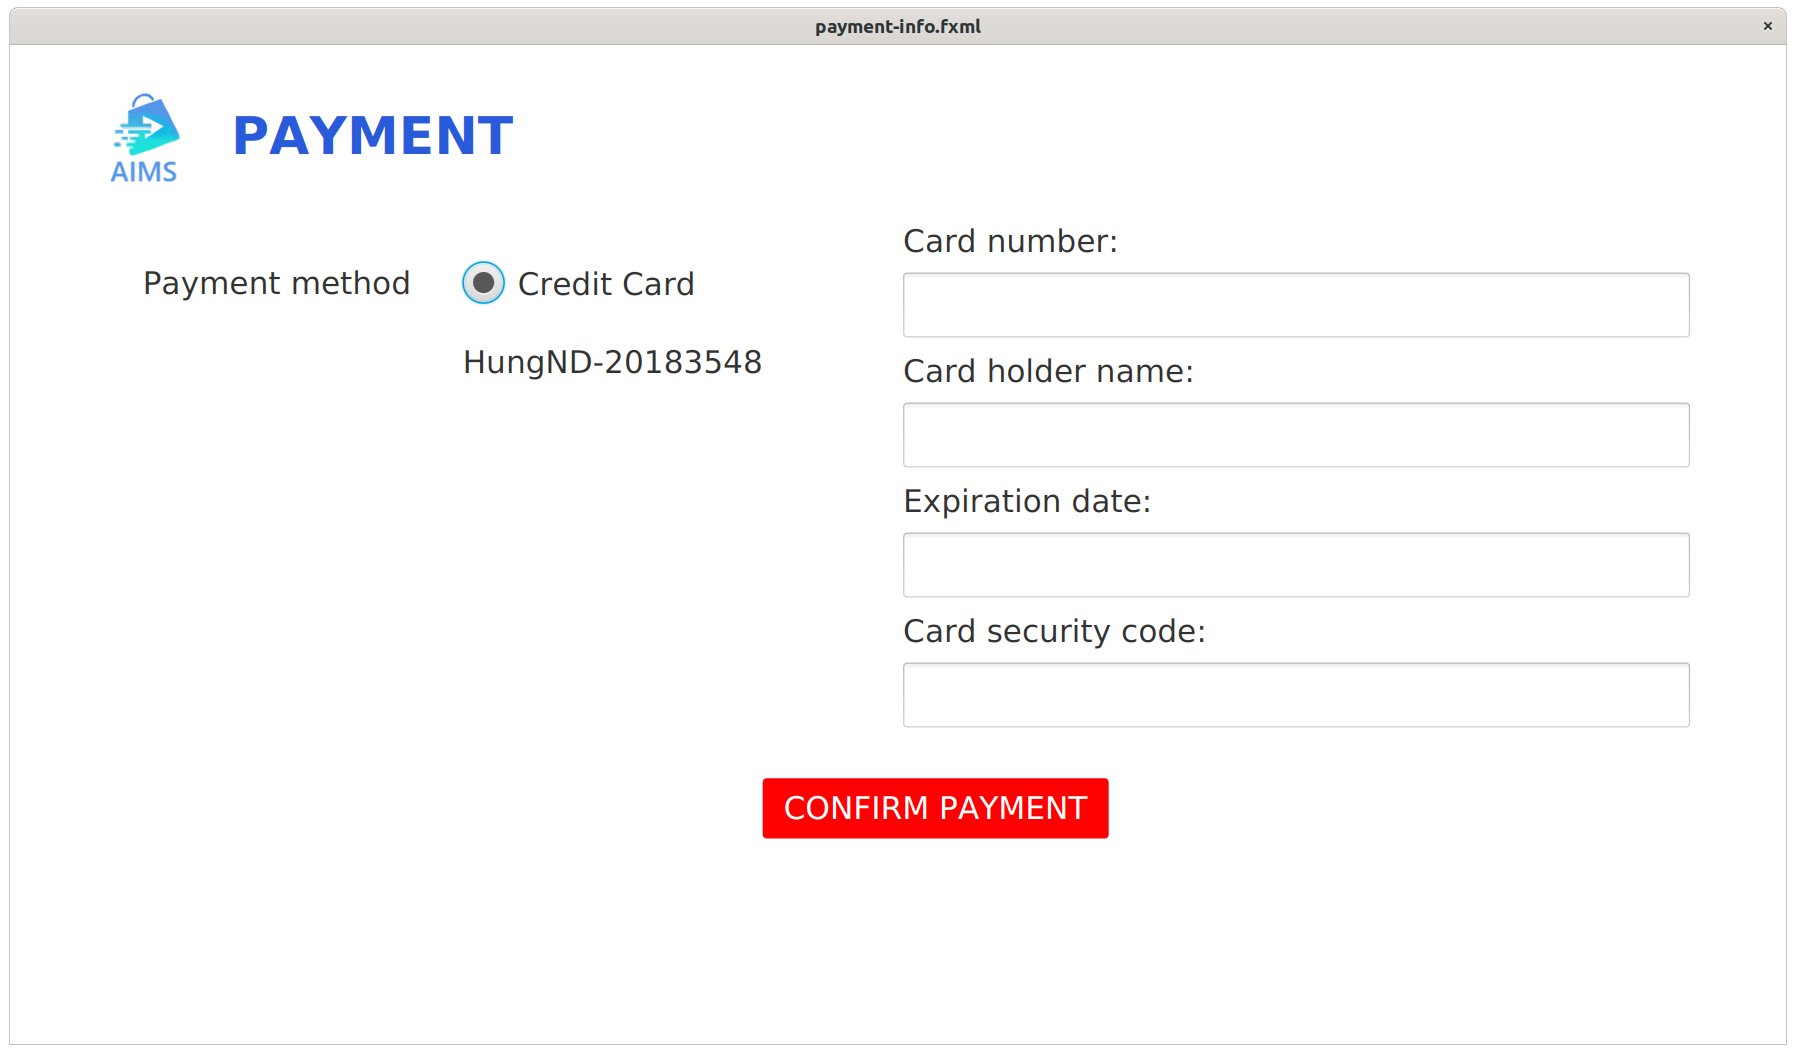 payment-info.fxml
×
AIMS
PAYMENT
Payment method
Credit Card
HungND-20183548
Card number:
Card holder name:
Expiration date:
Card security code:
CONFIRM PAYMENT